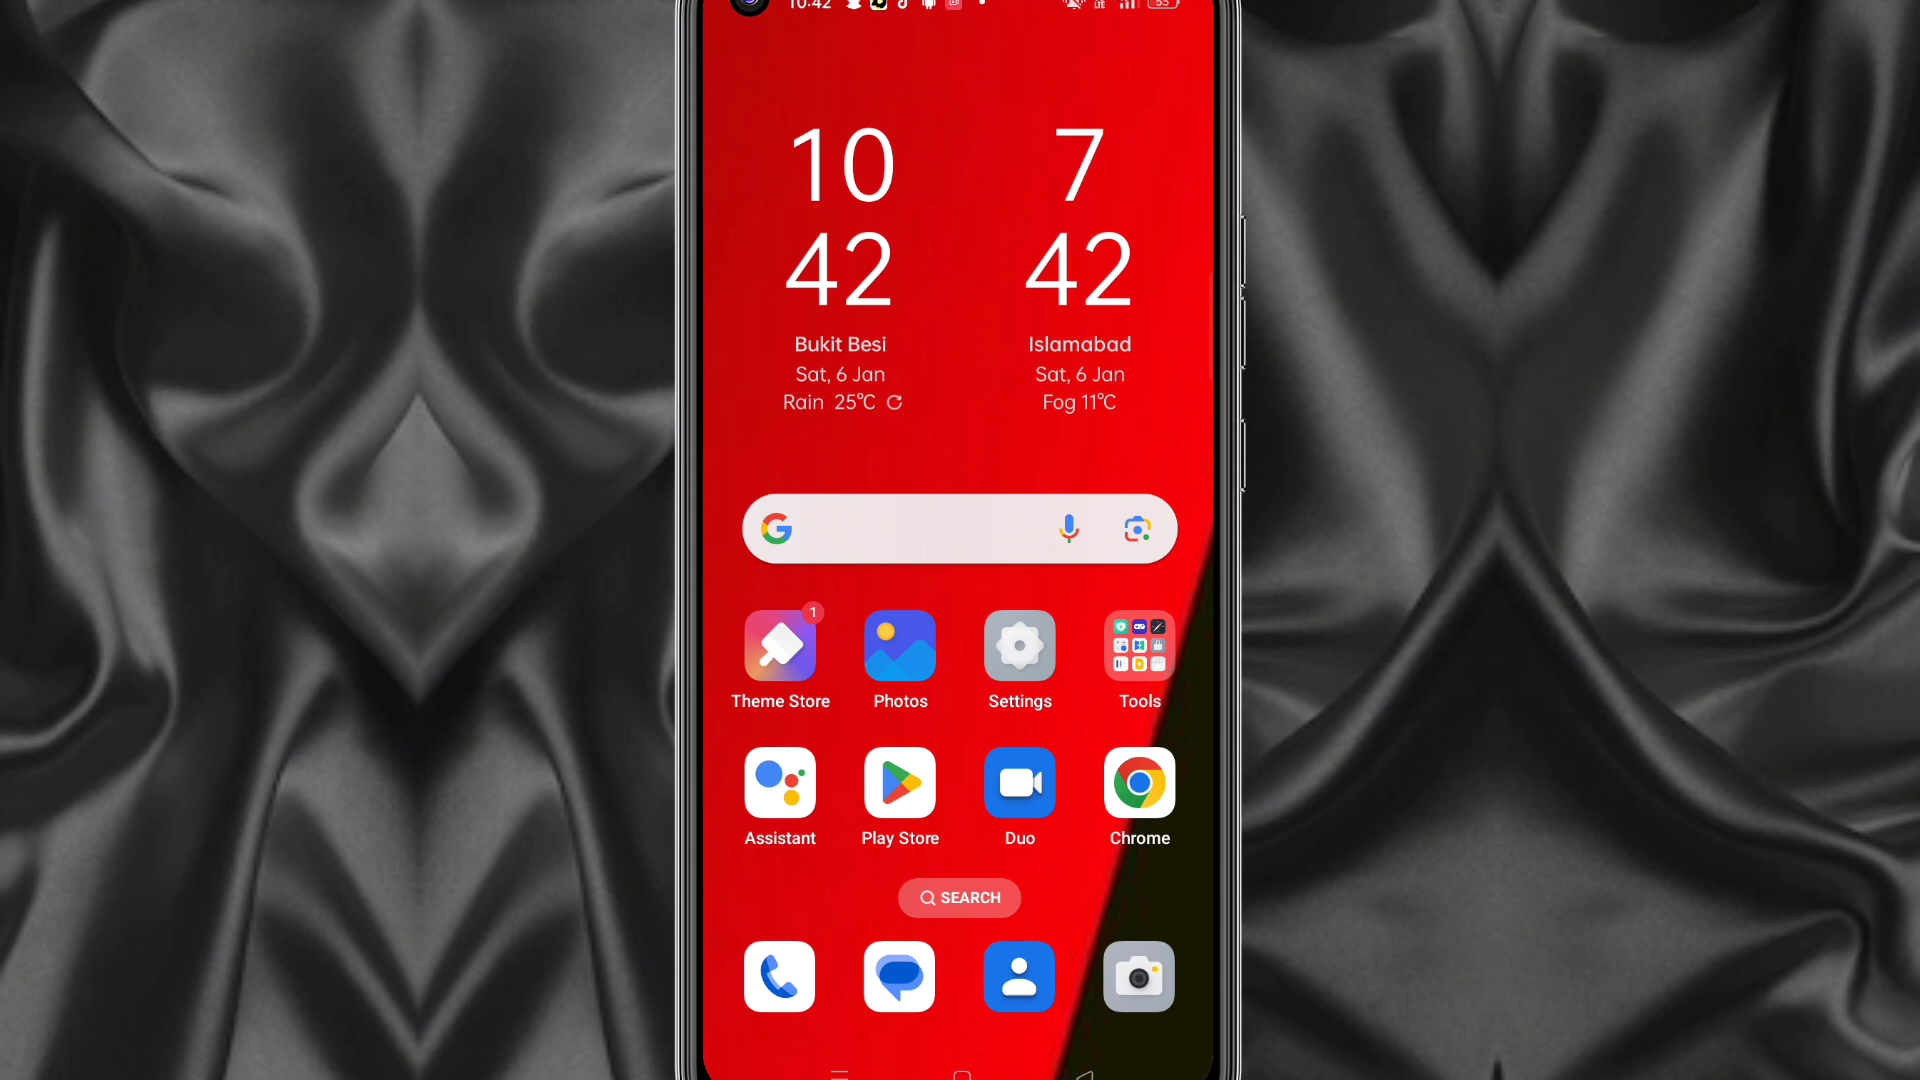 10:42
55
10
42
Bukit Besi
Sat, 6 Jan
Rain 25℃
7
42
Islamabad
Sat, 6 Jan
Fog 11℃
1
Theme Store
Photos
Settings
Tools
Assistant
Play Store
Duo
Chrome
SEARCH